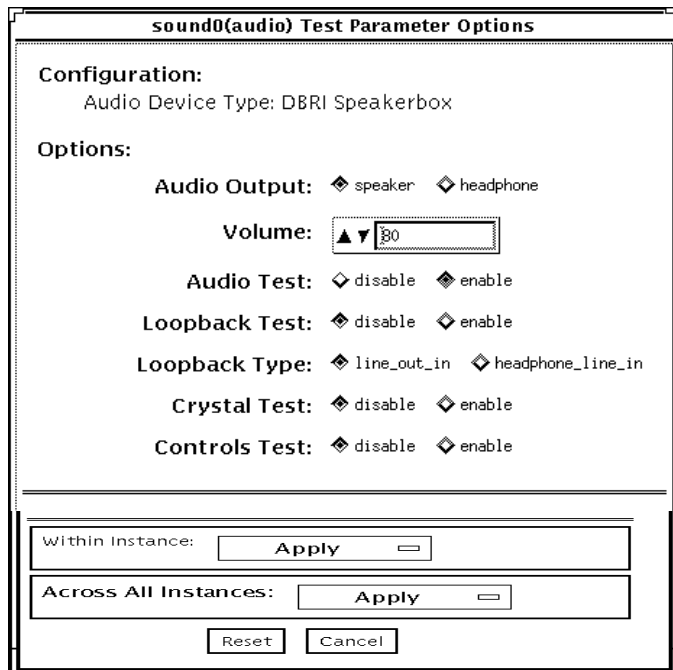 sound0(audio) Test Parameter Options
Configuration:
Audio Device Type: DBRI Speakerbox
Options:
Audio Output: speaker headphone
Volume: 80
Audio Test: disable enable
Loopback Test: disable enable
Loopback Type: line_out_in headphone_line_in
Crystal Test: disable enable
Controls Test: disable enable
Within Instance: Apply
Across All Instances: Apply
Reset Cancel